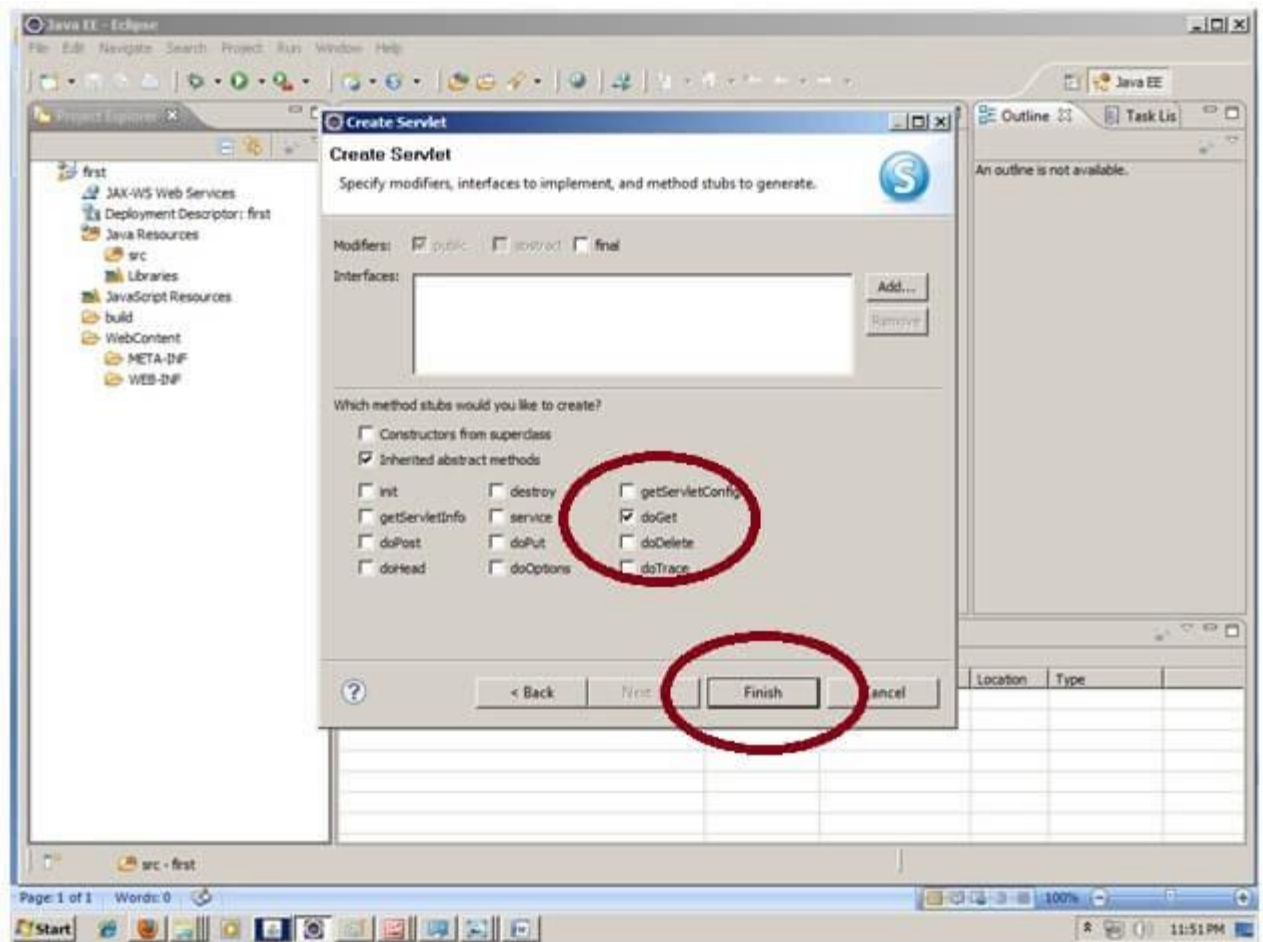 Java EE - Eclipse
File Edit Navigate Search Project Run Window Help
Java EE
Project Explorer
Outline
Task Lis
An outline is not available.
first
JAX-WS Web Services
Deployment Descriptor: first
Java Resources
src
Libraries
JavaScript Resources
build
WebContent
META-INF
WEB-INF
Create Servlet
Create Servlet
Specify modifiers, interfaces to implement, and method stubs to generate.
Modifiers: public abstract final
Interfaces:
Add...
Remove
Which method stubs would you like to create?
Constructors from superclass
Inherited abstract methods
init destroy getServletConfig
getServletInfo service doGet
doPost doPut doDelete
doHead doOptions doTrace
< Back Next Finish Cancel
Location Type
src - first
Page: 1 of 1 Words: 0 100%
Start 11:51 PM